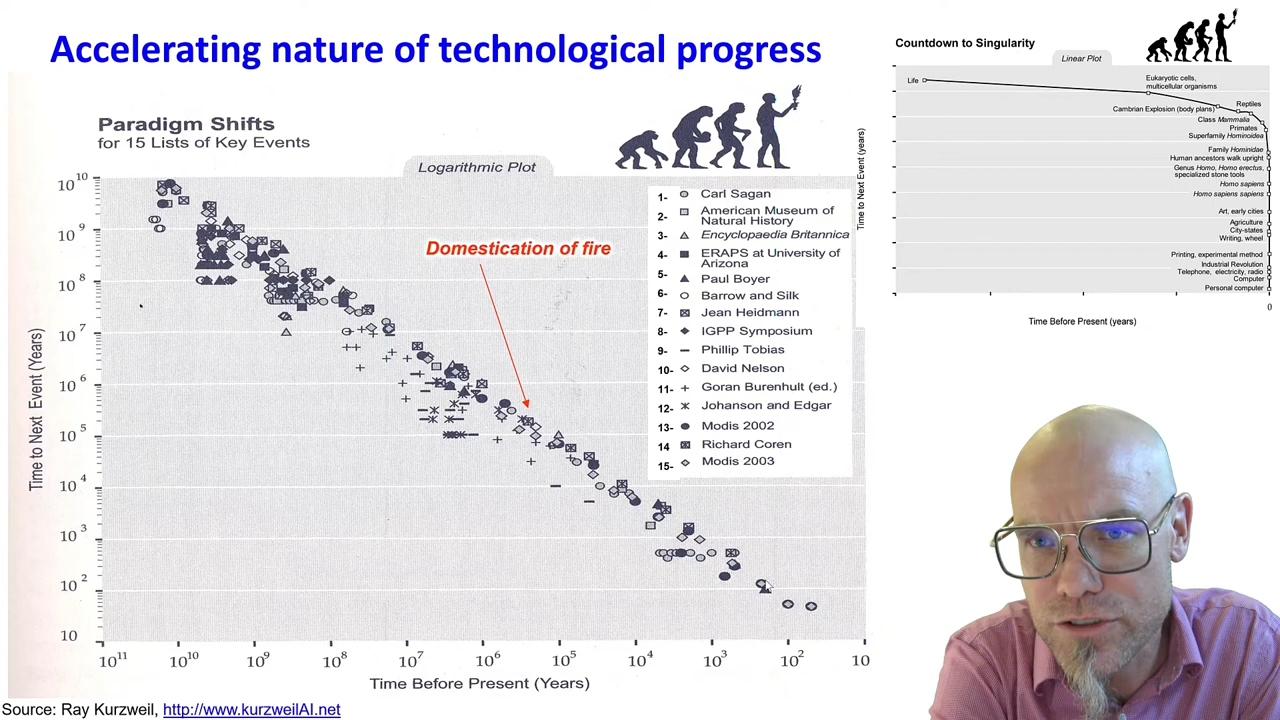 Accelerating nature of technological progress
Paradigm Shifts
for 15 Lists of Key Events
Logarithmic Plot
Domestication of fire
1- Carl Sagan
2- American Museum of
Natural History
3- Encyclopaedia Britannica
4- ERAPS at University of
Arizona
5- Paul Boyer
6- Barrow and Silk
7- Jean Heidmann
8- IGPP Symposium
9- Phillip Tobias
10- David Nelson
11- Goran Burenhult (ed.)
12- Johanson and Edgar
13- Modis 2002
14 Richard Coren
15- Modis 2003
Time to Next Event (Years)
10^10
10^9
10^8
10^7
10^6
10^5
10^4
10^3
10^2
10
10^11 10^10 10^9 10^8 10^7 10^6 10^5 10^4 10^3 10^2 10
Time Before Present (Years)
Source: Ray Kurzweil, http://www.kurzweilAI.net
Countdown to Singularity
Linear Plot
Time to Next Event (years)
Life
Eukaryotic cells,
multicellular organisms
Reptiles
Cambrian Explosion (body plans)
Class Mammalia
Primates
Superfamily Hominoidea
Family Hominidae
Human ancestors walk upright
Genus Homo, Homo erectus,
specialized stone tools
Homo sapiens
Homo sapiens sapiens
Art, early cities
Agriculture
City-states
Writing, wheel
Printing, experimental method
Industrial Revolution
Telephone, electricity, radio
Computer
Personal computer
0
Time Before Present (years)